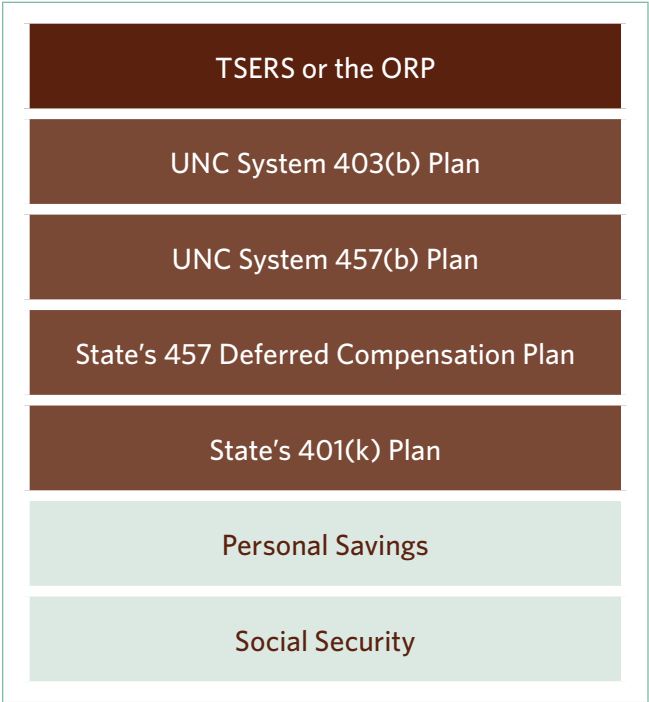 TSERS or the ORP
UNC System 403(b) Plan
UNC System 457(b) Plan
State’s 457 Deferred Compensation Plan
State’s 401(k) Plan
Personal Savings
Social Security